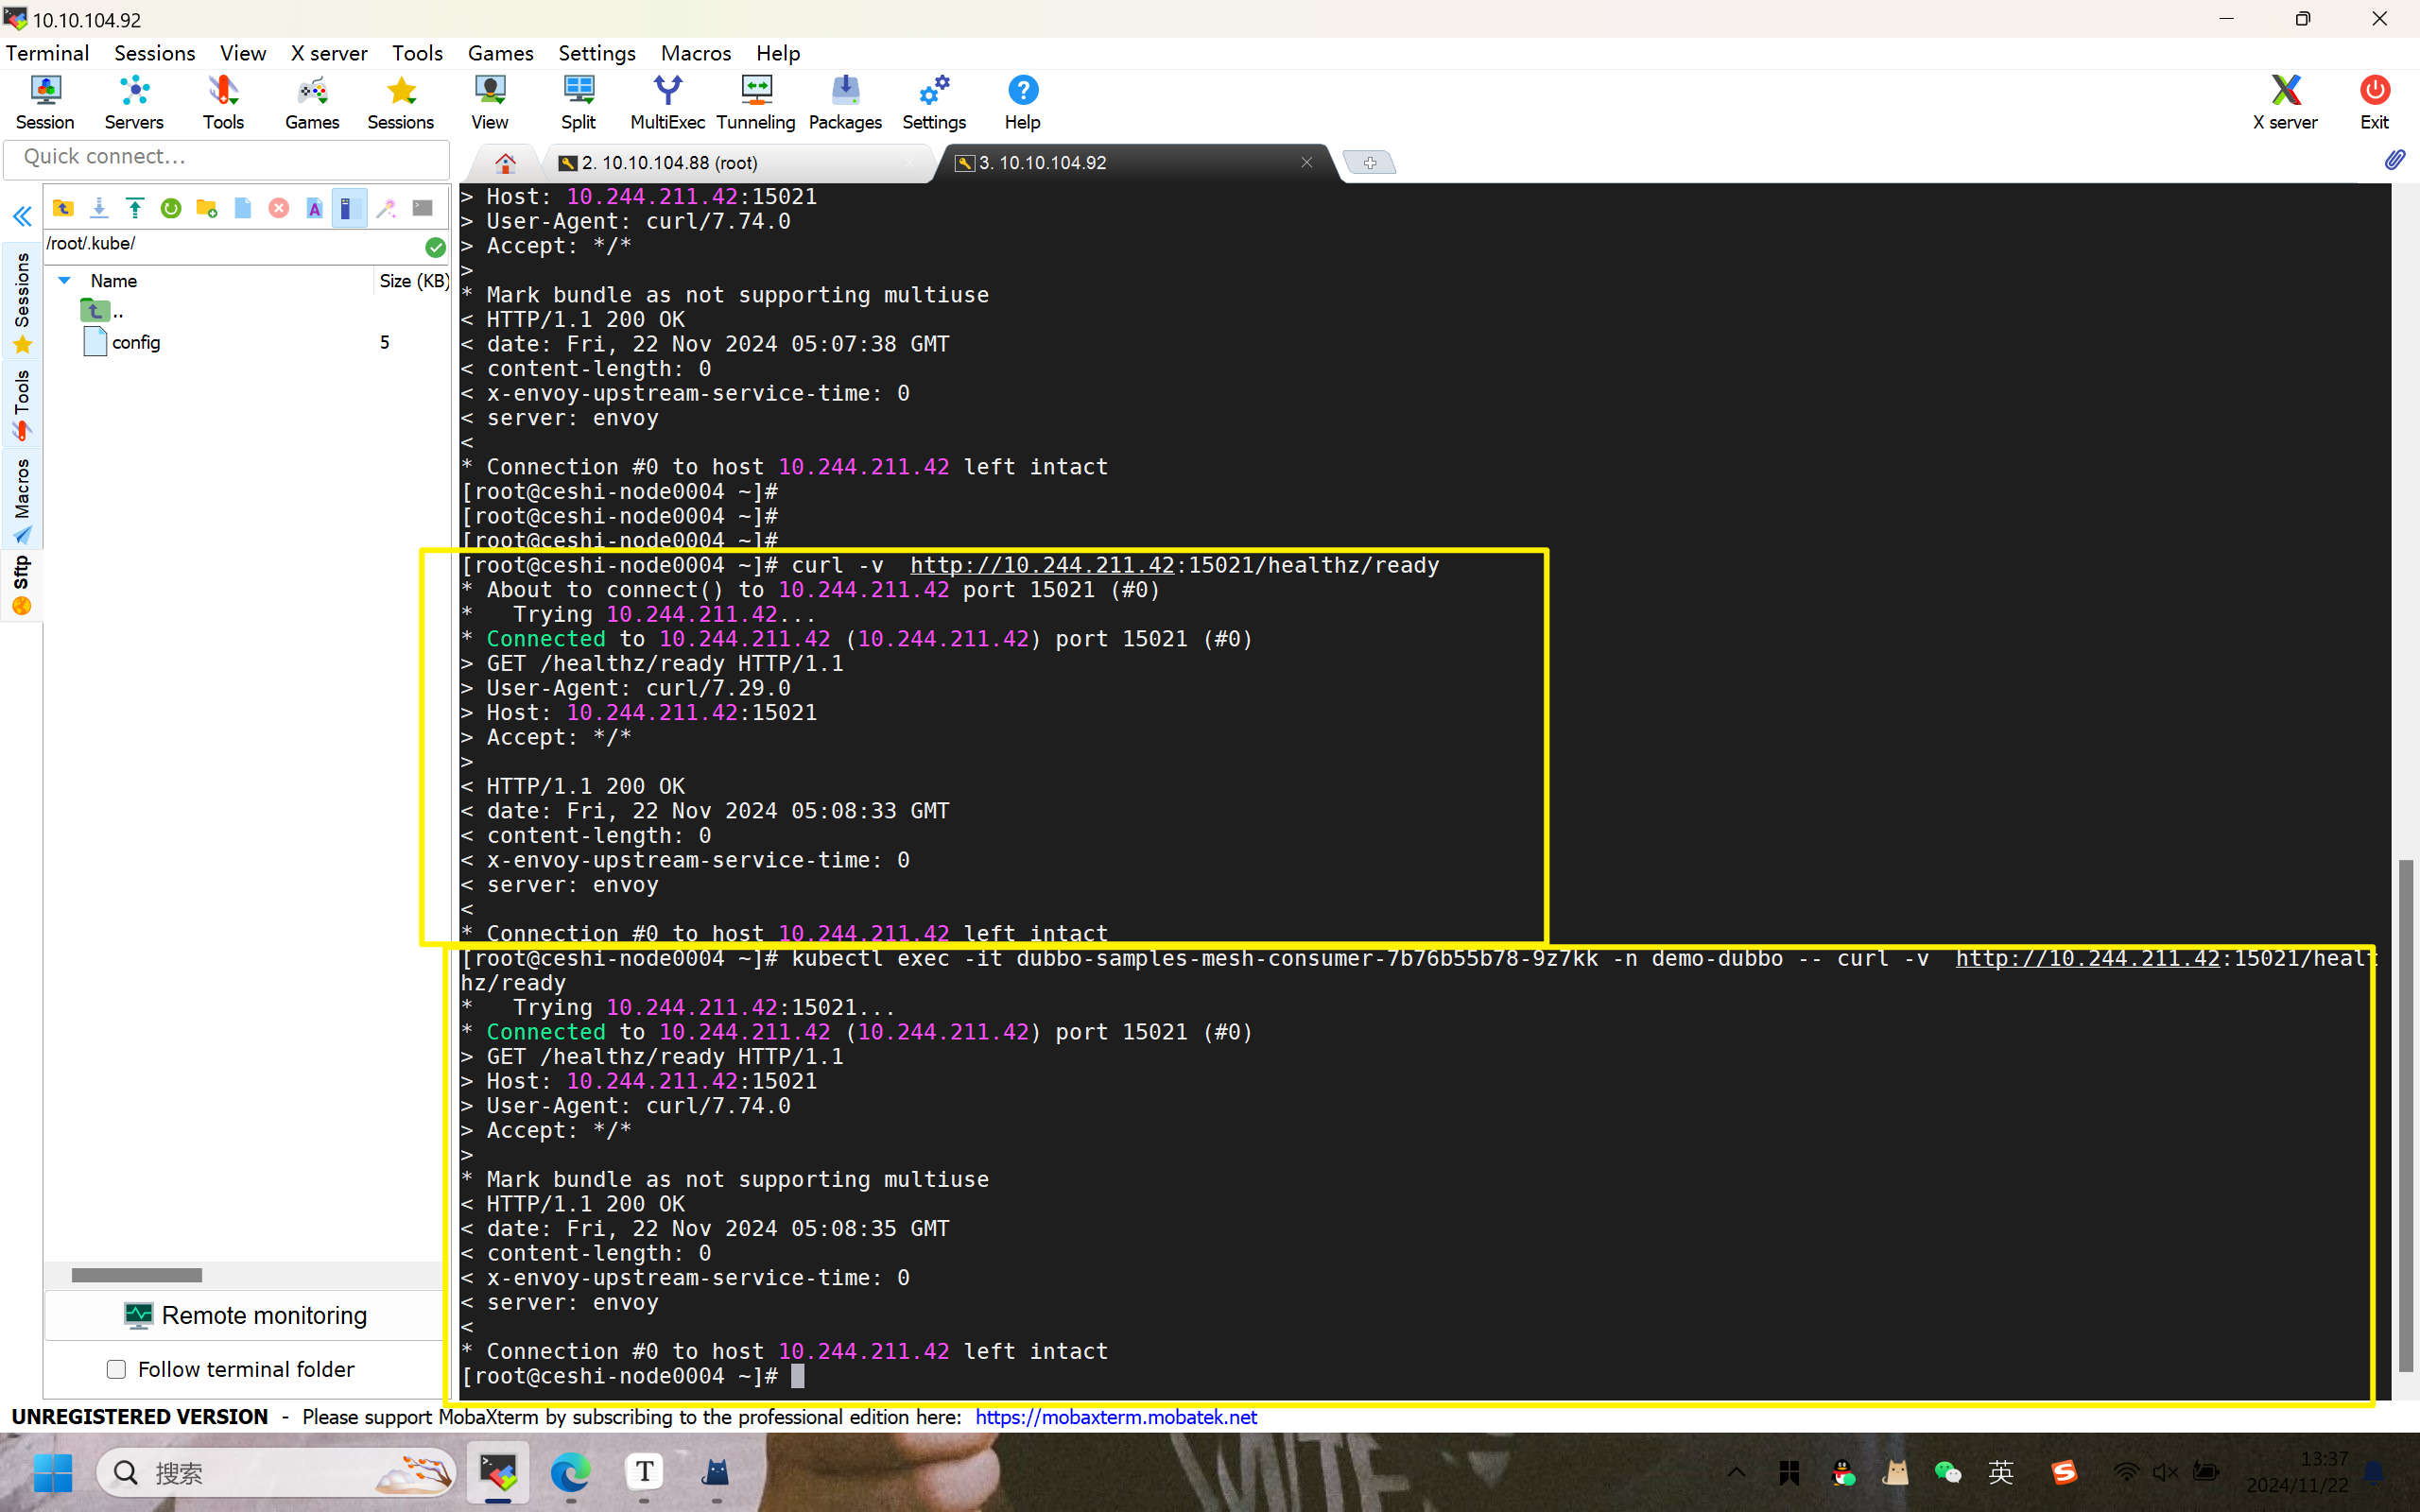 10.10.104.92
Terminal Sessions View X server Tools Games Settings Macros Help
Session Servers Tools Games Sessions View Split MultiExec Tunneling Packages Settings Help X server Exit
Quick connect...
2. 10.10.104.88 (root)
3. 10.10.104.92
/root/.kube/
Name Size (KB)
..
config 5
Sessions
Tools
Macros
Sftp
> Host: 10.244.211.42:15021
> User-Agent: curl/7.74.0
> Accept: */*
>
* Mark bundle as not supporting multiuse
< HTTP/1.1 200 OK
< date: Fri, 22 Nov 2024 05:07:38 GMT
< content-length: 0
< x-envoy-upstream-service-time: 0
< server: envoy
<
* Connection #0 to host 10.244.211.42 left intact
[root@ceshi-node0004 ~]#
[root@ceshi-node0004 ~]#
[root@ceshi-node0004 ~]#
[root@ceshi-node0004 ~]# curl -v  http://10.244.211.42:15021/healthz/ready
* About to connect() to 10.244.211.42 port 15021 (#0)
*   Trying 10.244.211.42...
* Connected to 10.244.211.42 (10.244.211.42) port 15021 (#0)
> GET /healthz/ready HTTP/1.1
> User-Agent: curl/7.29.0
> Host: 10.244.211.42:15021
> Accept: */*
>
< HTTP/1.1 200 OK
< date: Fri, 22 Nov 2024 05:08:33 GMT
< content-length: 0
< x-envoy-upstream-service-time: 0
< server: envoy
<
* Connection #0 to host 10.244.211.42 left intact
[root@ceshi-node0004 ~]# kubectl exec -it dubbo-samples-mesh-consumer-7b76b55b78-9z7kk -n demo-dubbo -- curl -v  http://10.244.211.42:15021/healt
hz/ready
*   Trying 10.244.211.42:15021...
* Connected to 10.244.211.42 (10.244.211.42) port 15021 (#0)
> GET /healthz/ready HTTP/1.1
> Host: 10.244.211.42:15021
> User-Agent: curl/7.74.0
> Accept: */*
>
* Mark bundle as not supporting multiuse
< HTTP/1.1 200 OK
< date: Fri, 22 Nov 2024 05:08:35 GMT
< content-length: 0
< x-envoy-upstream-service-time: 0
< server: envoy
<
* Connection #0 to host 10.244.211.42 left intact
[root@ceshi-node0004 ~]#
Remote monitoring
Follow terminal folder
UNREGISTERED VERSION - Please support MobaXterm by subscribing to the professional edition here: https://mobaxterm.mobatek.net
搜索
T
英
13:37
2024/11/22